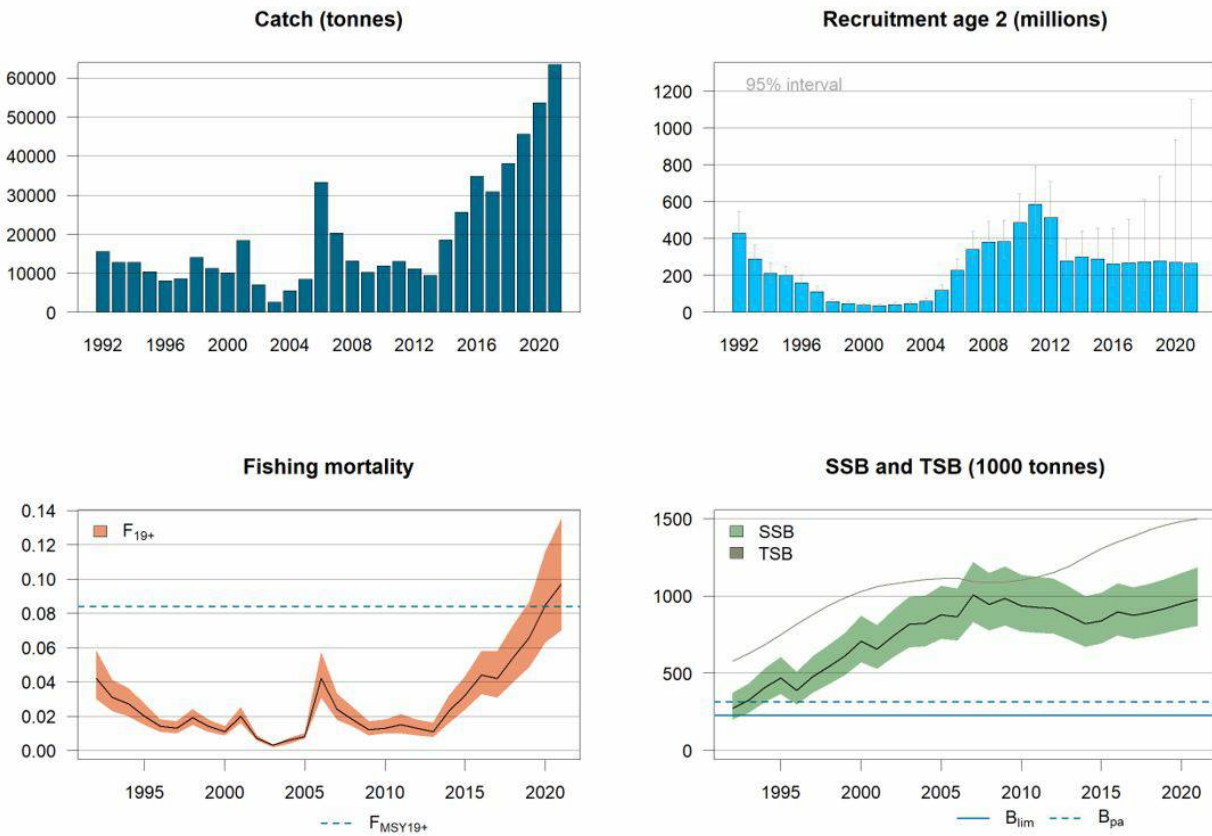 Catch (tonnes)
60000
50000
40000
30000
20000
10000
0
1992 1996 2000 2004 2008 2012 2016 2020
Recruitment age 2 (millions)
95% interval
1200
1000
800
600
400
200
0
1992 1996 2000 2004 2008 2012 2016 2020
Fishing mortality
0.14
F19+
0.12
0.10
0.08
0.06
0.04
0.02
0.00
1995 2000 2005 2010 2015 2020
FMSY19+
SSB and TSB (1000 tonnes)
1500
SSB
TSB
1000
500
0
1995 2000 2005 2010 2015 2020
Blim Bpa